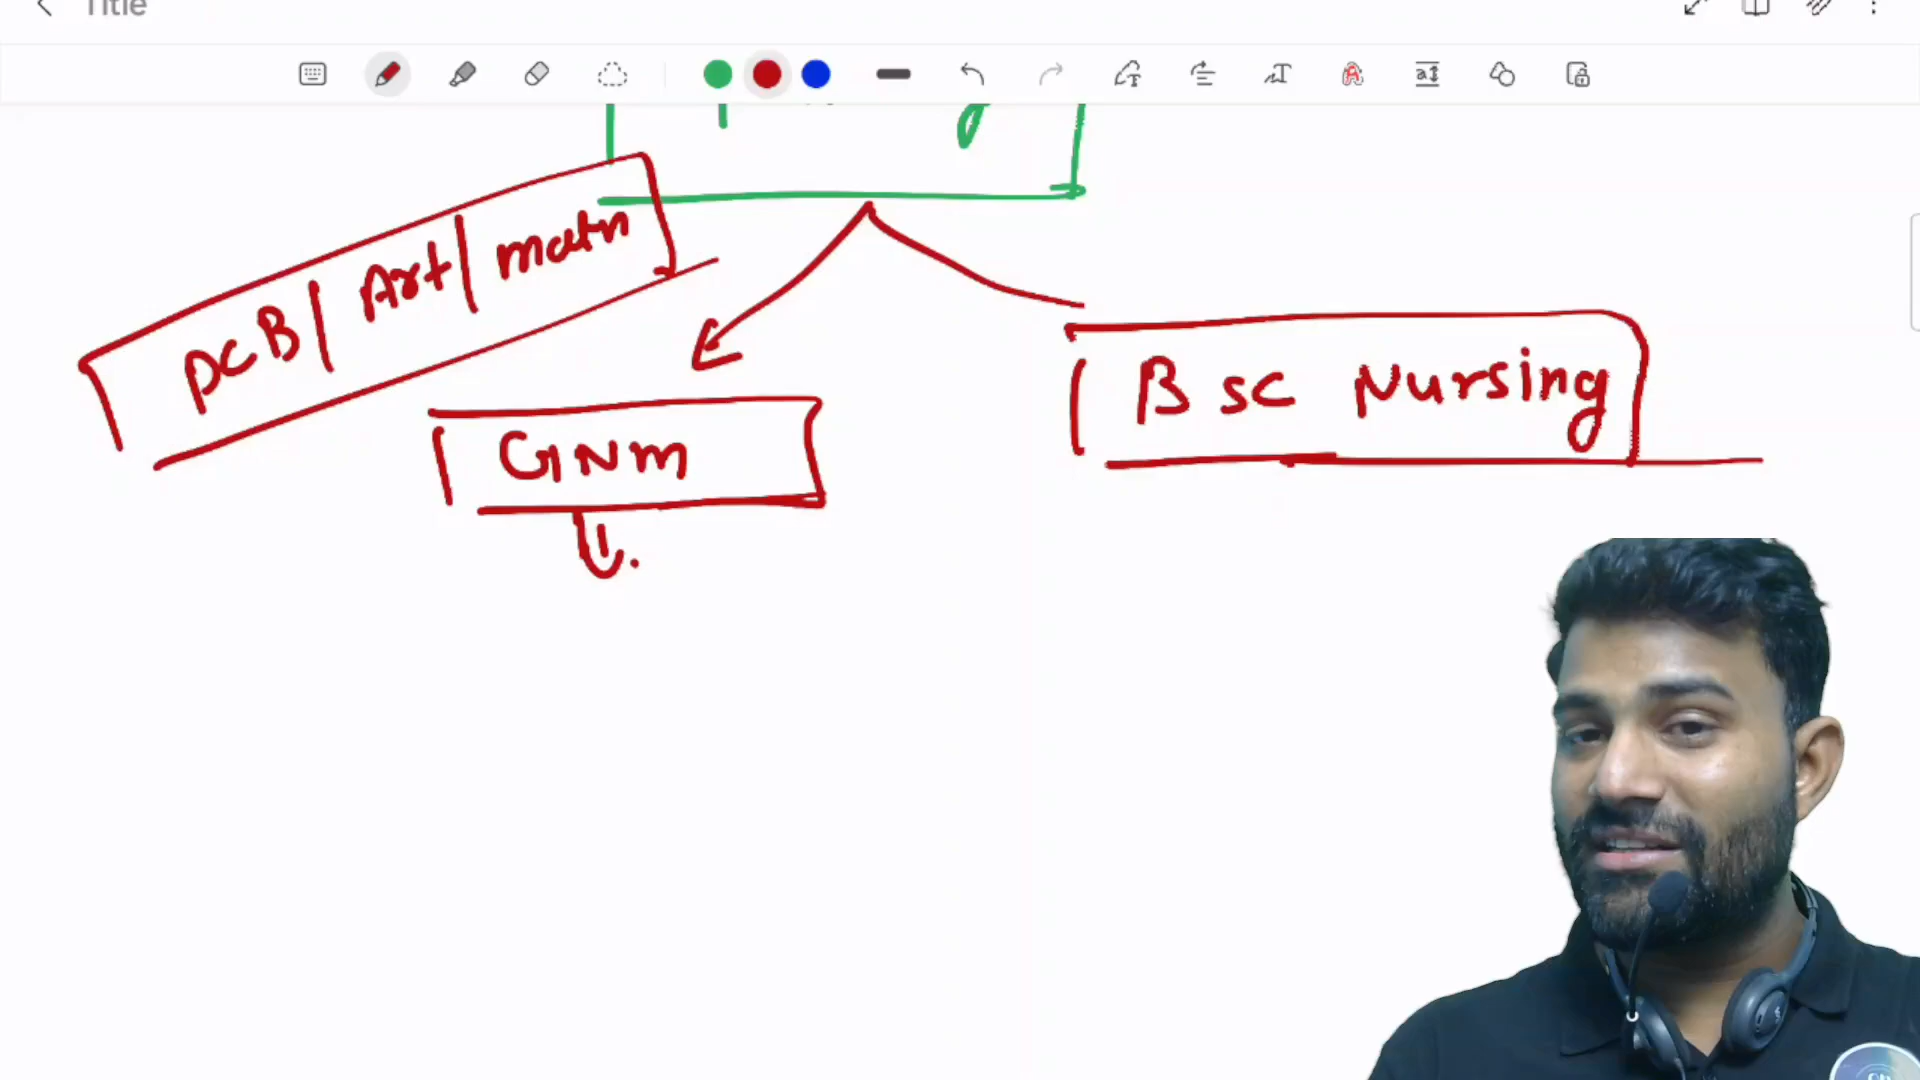 Title
PCB / Art / math
GNM
B SC Nursing